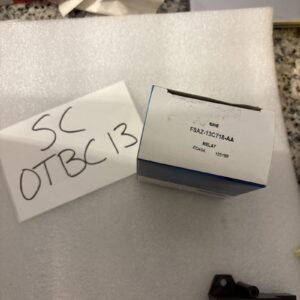 SC
OTBC13
F5AZ-13C718-AA
RELAY